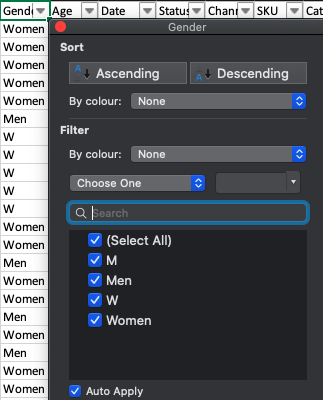 Gende Age Date Status Chann SKU Cat
Women
Women
Women
Women
Women
Men
W
W
W
W
W
Women
Women
Men
Women
Women
Women
Men
Women
Women
Gender
Sort
Ascending Descending
By colour: None
Filter
By colour: None
Choose One
Search
(Select All)
M
Men
W
Women
Auto Apply